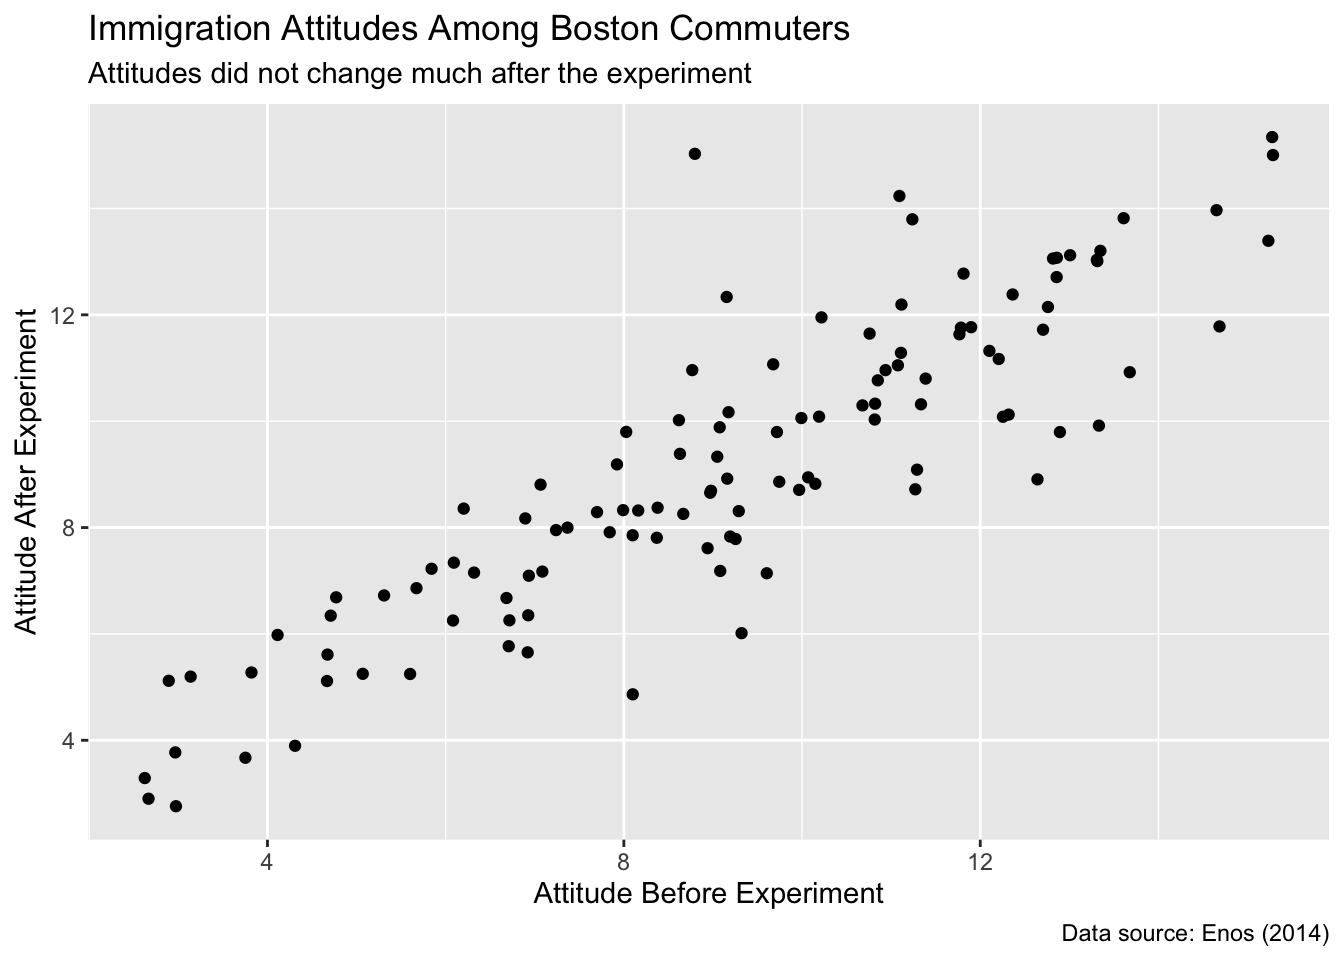 Immigration Attitudes Among Boston Commuters
Attitudes did not change much after the experiment
Attitude After Experiment
12
8
4
4
8
12
Attitude Before Experiment
Data source: Enos (2014)